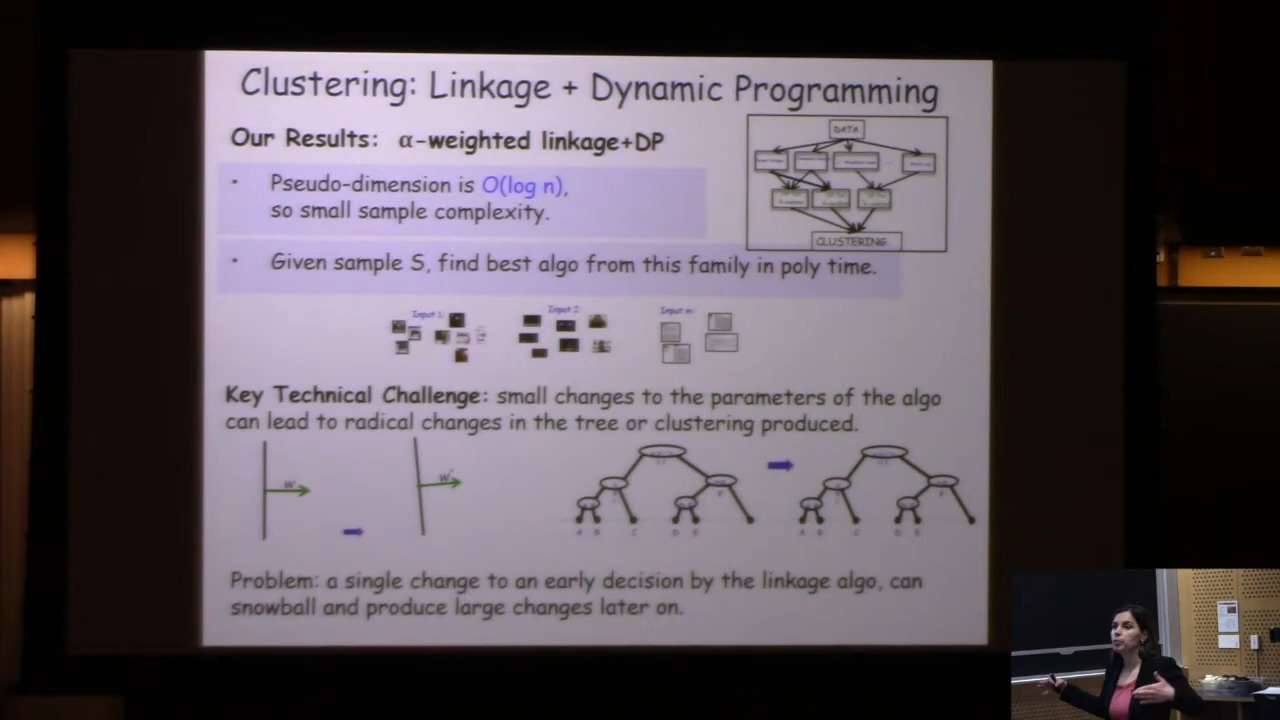 Clustering: Linkage + Dynamic Programming
Our Results: α-weighted linkage+DP
DATA
• Pseudo-dimension is O(log n),
so small sample complexity.
CLUSTERING
• Given sample S, find best algo from this family in poly time.
Input 1: Input 2: Input m:
Key Technical Challenge: small changes to the parameters of the algo
can lead to radical changes in the tree or clustering produced.
w w'
A B C D E A B C D E
Problem: a single change to an early decision by the linkage algo, can
snowball and produce large changes later on.